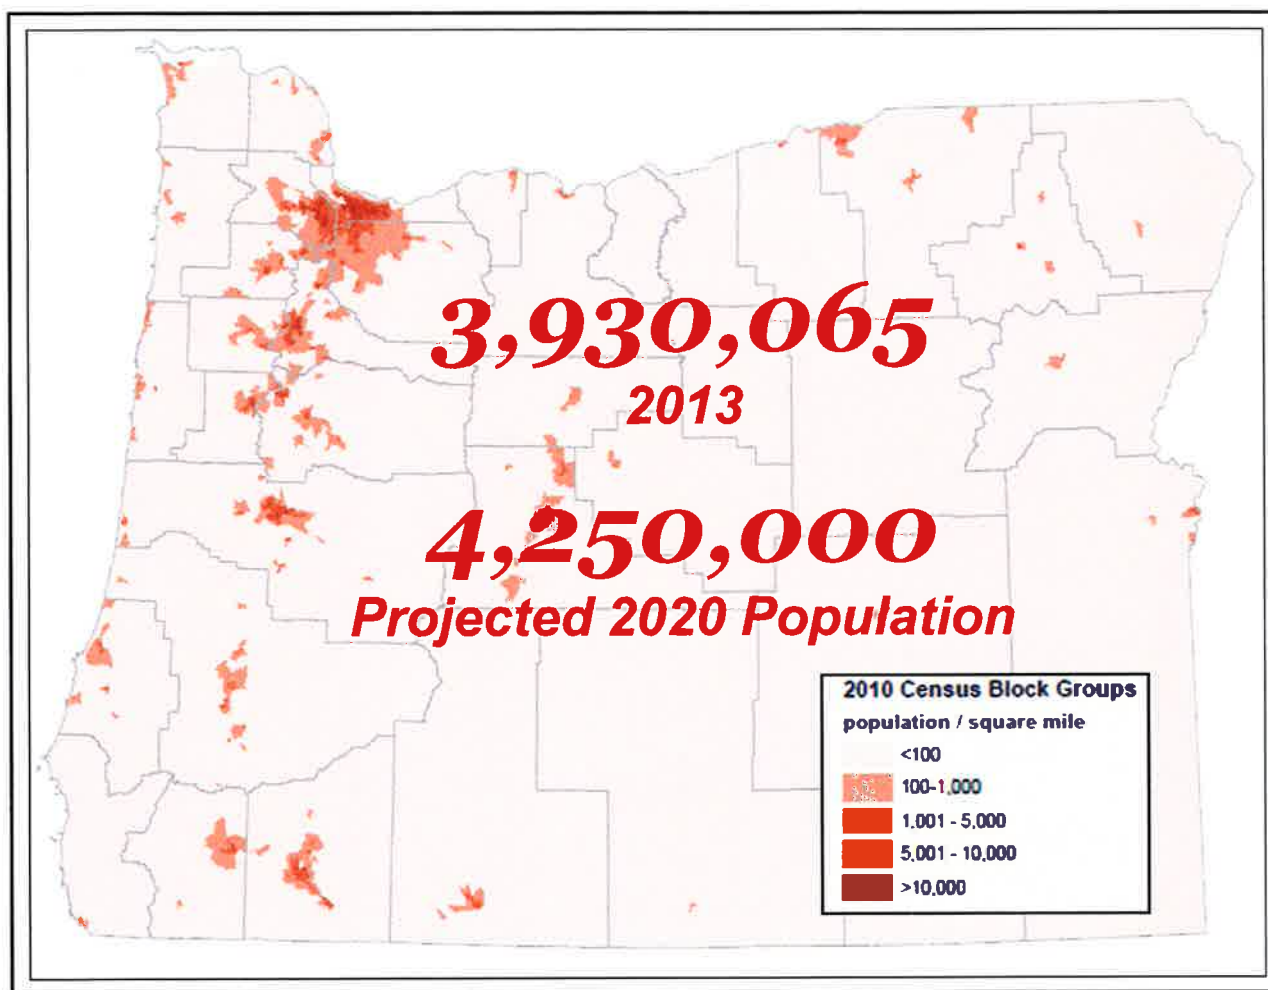 3,930,065
2013
4,250,000
Projected 2020 Population
2010 Census Block Groups
population / square mile
<100
100-1,000
1,001 - 5,000
5,001 - 10,000
>10,000